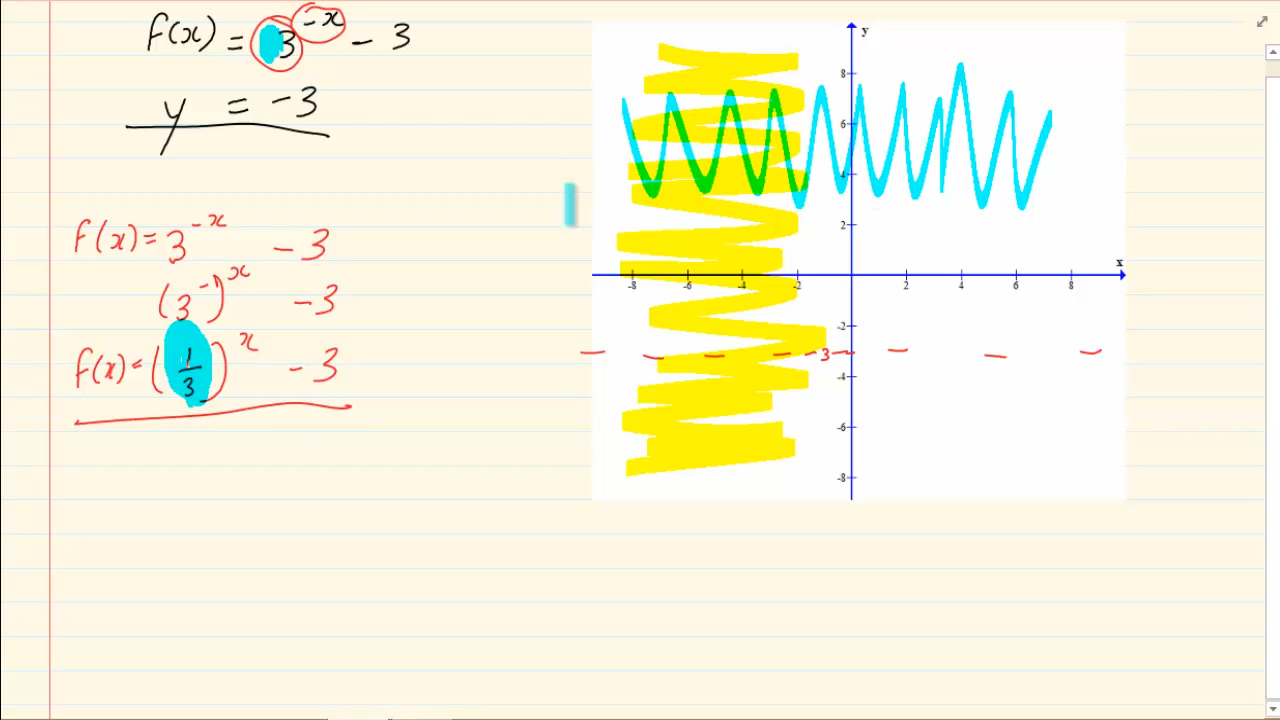 f(x) = 3^{-x} - 3
y = -3
f(x) = 3^{-x} - 3
(3^{-1})^{x} - 3
f(x) = (1/3)^{x} - 3
y
8
6
4
2
x
-8 -6 -4 -2 2 4 6 8
-2
-3
-4
-6
-8